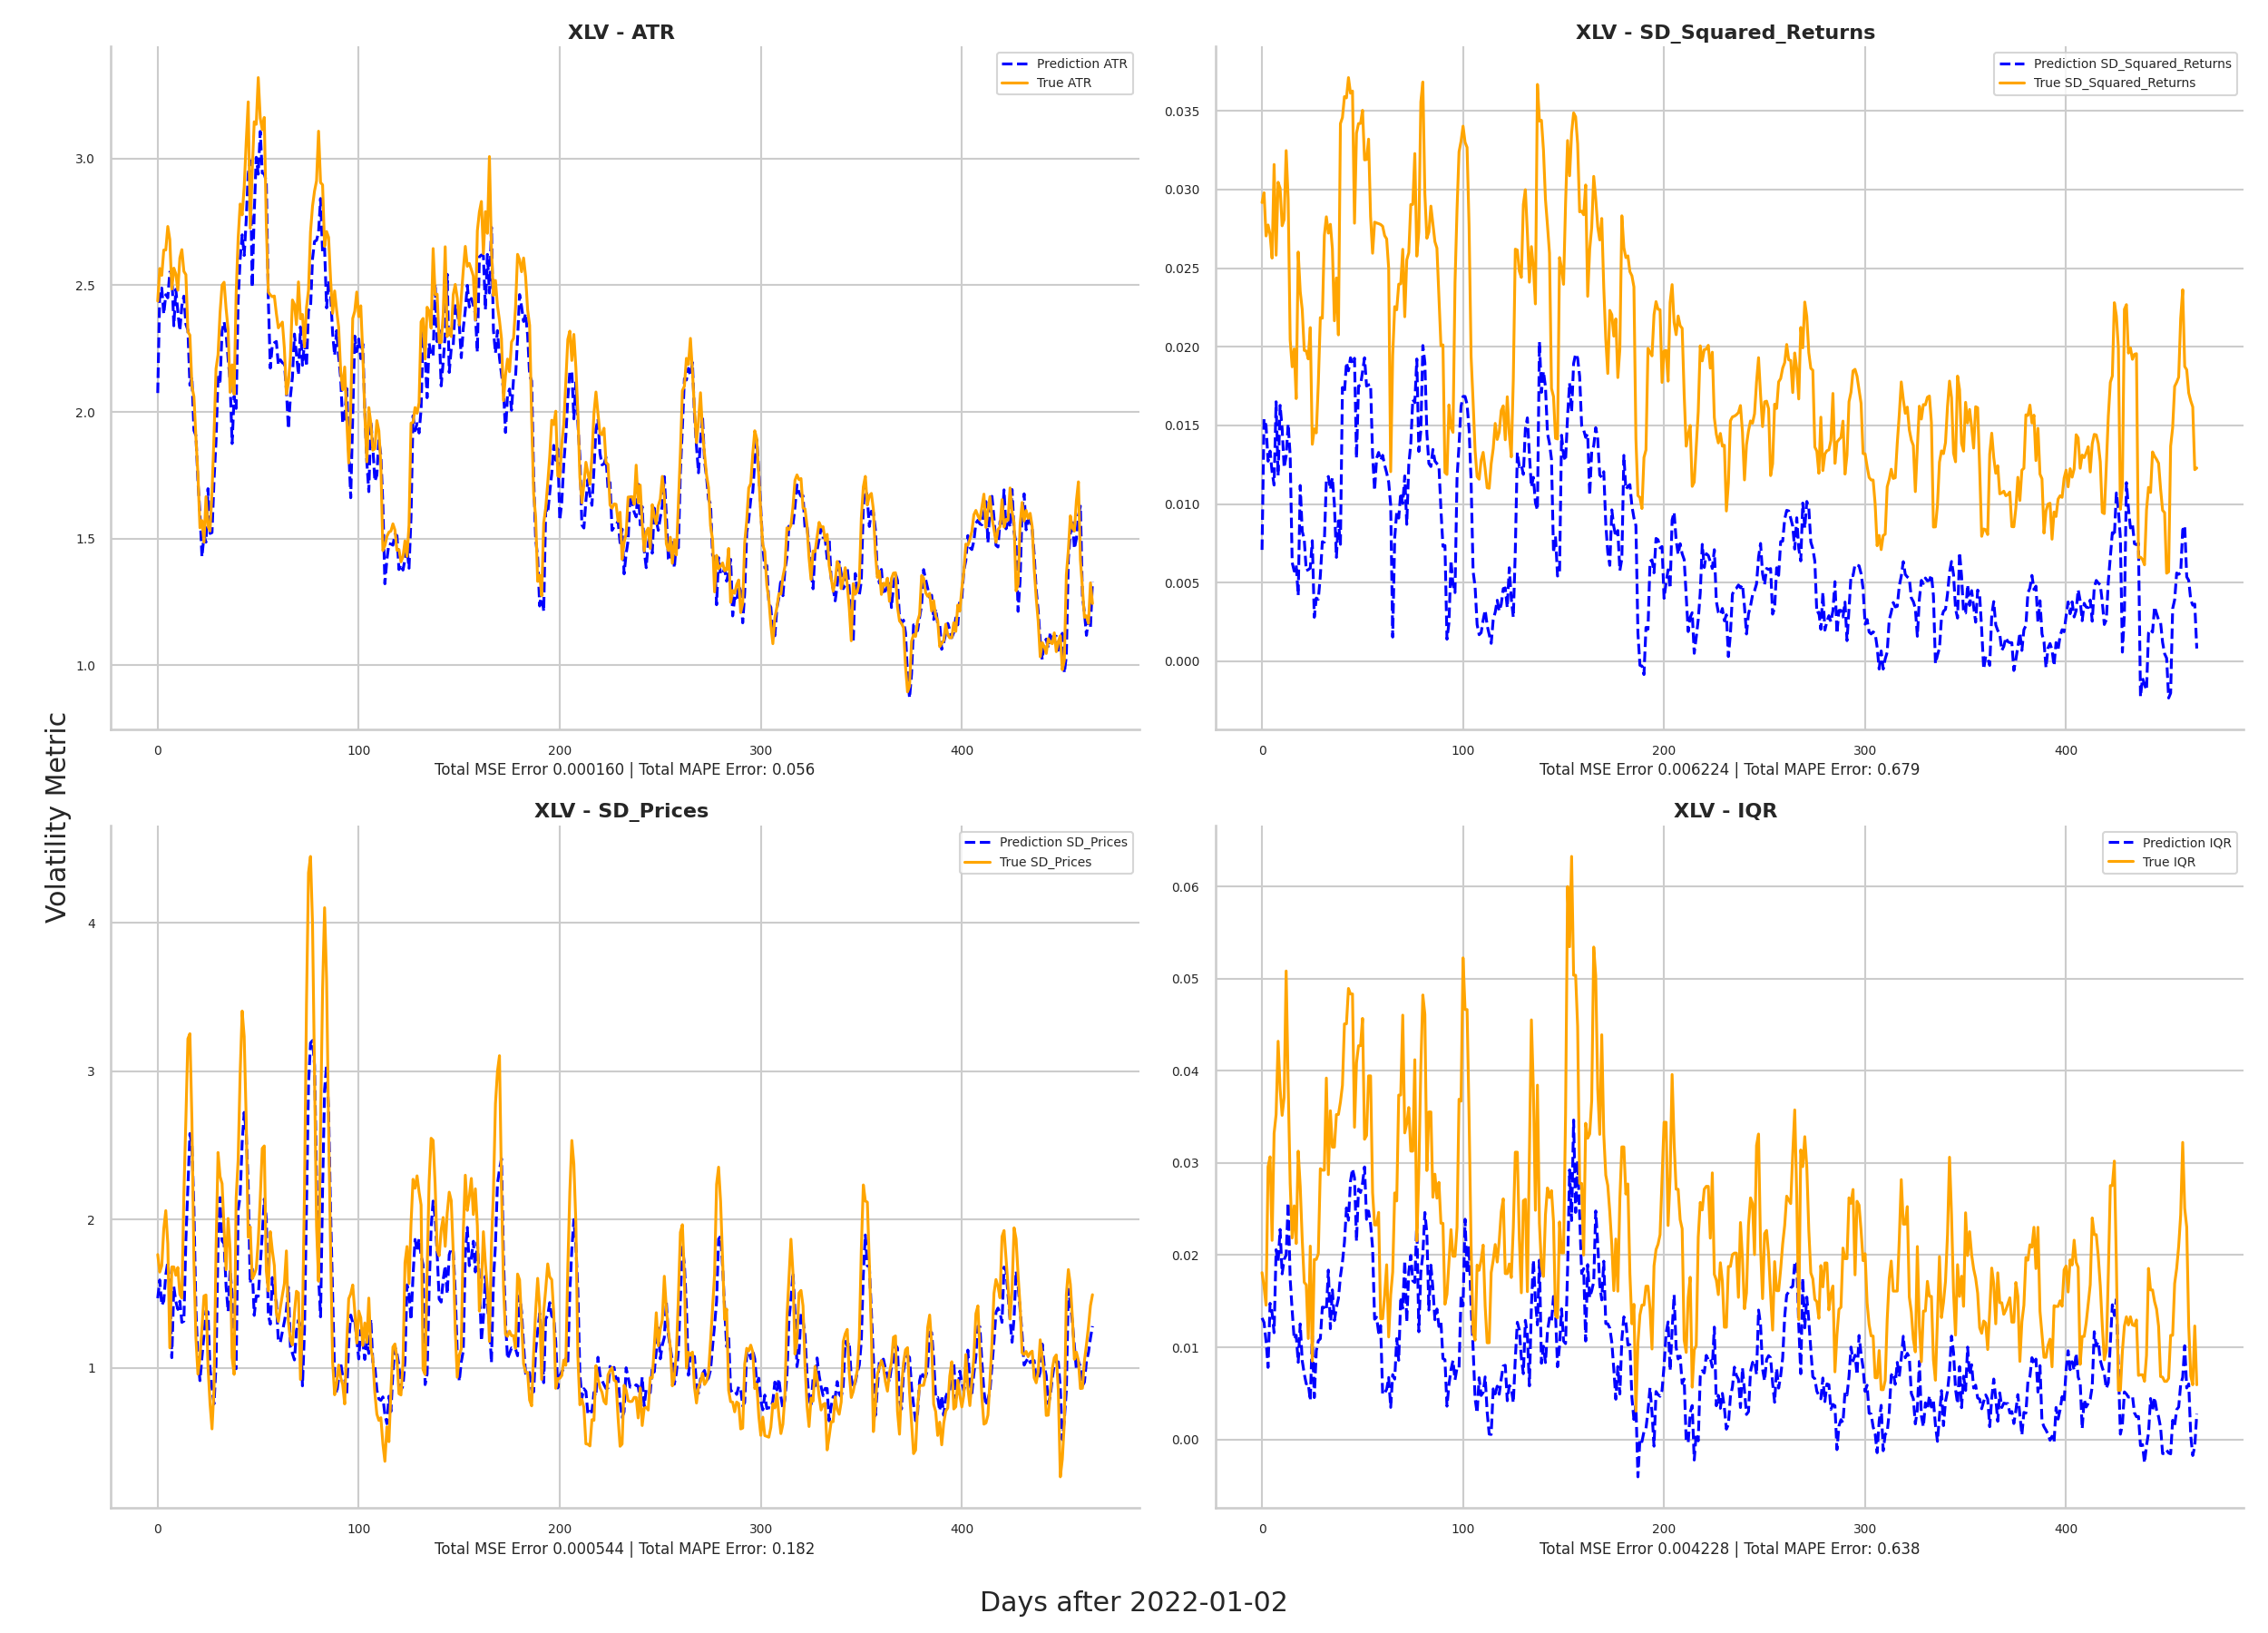 XLV - ATR
Prediction ATR
True ATR
3.0
2.5
2.0
1.5
1.0
0 100 200 300 400
Total MSE Error 0.000160 | Total MAPE Error: 0.056
XLV - SD_Squared_Returns
Prediction SD_Squared_Returns
True SD_Squared_Returns
0.035
0.030
0.025
0.020
0.015
0.010
0.005
0.000
0 100 200 300 400
Total MSE Error 0.006224 | Total MAPE Error: 0.679
Volatility Metric
XLV - SD_Prices
Prediction SD_Prices
True SD_Prices
4
3
2
1
0 100 200 300 400
Total MSE Error 0.000544 | Total MAPE Error: 0.182
XLV - IQR
Prediction IQR
True IQR
0.06
0.05
0.04
0.03
0.02
0.01
0.00
0 100 200 300 400
Total MSE Error 0.004228 | Total MAPE Error: 0.638
Days after 2022-01-02